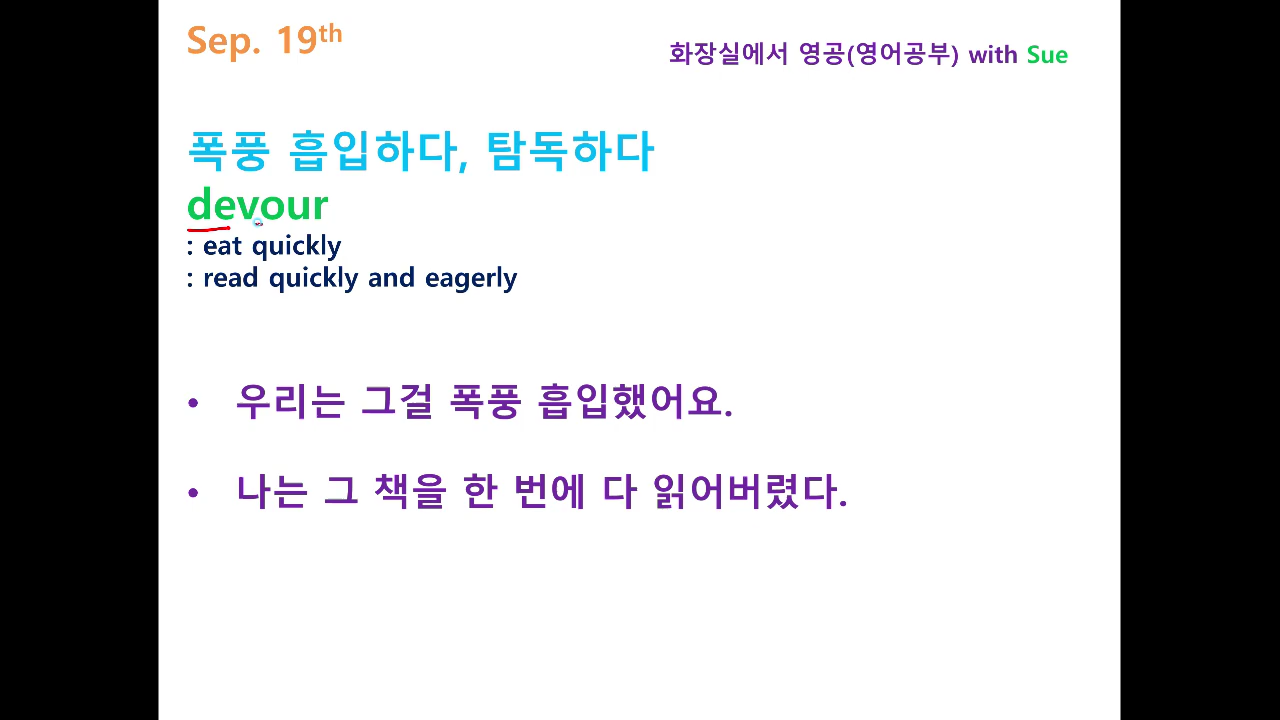 Sep. 19th
화장실에서 영공(영어공부) with Sue
폭풍 흡입하다, 탐독하다
devour
: eat quickly
: read quickly and eagerly
• 우리는 그걸 폭풍 흡입했어요.
• 나는 그 책을 한 번에 다 읽어버렸다.